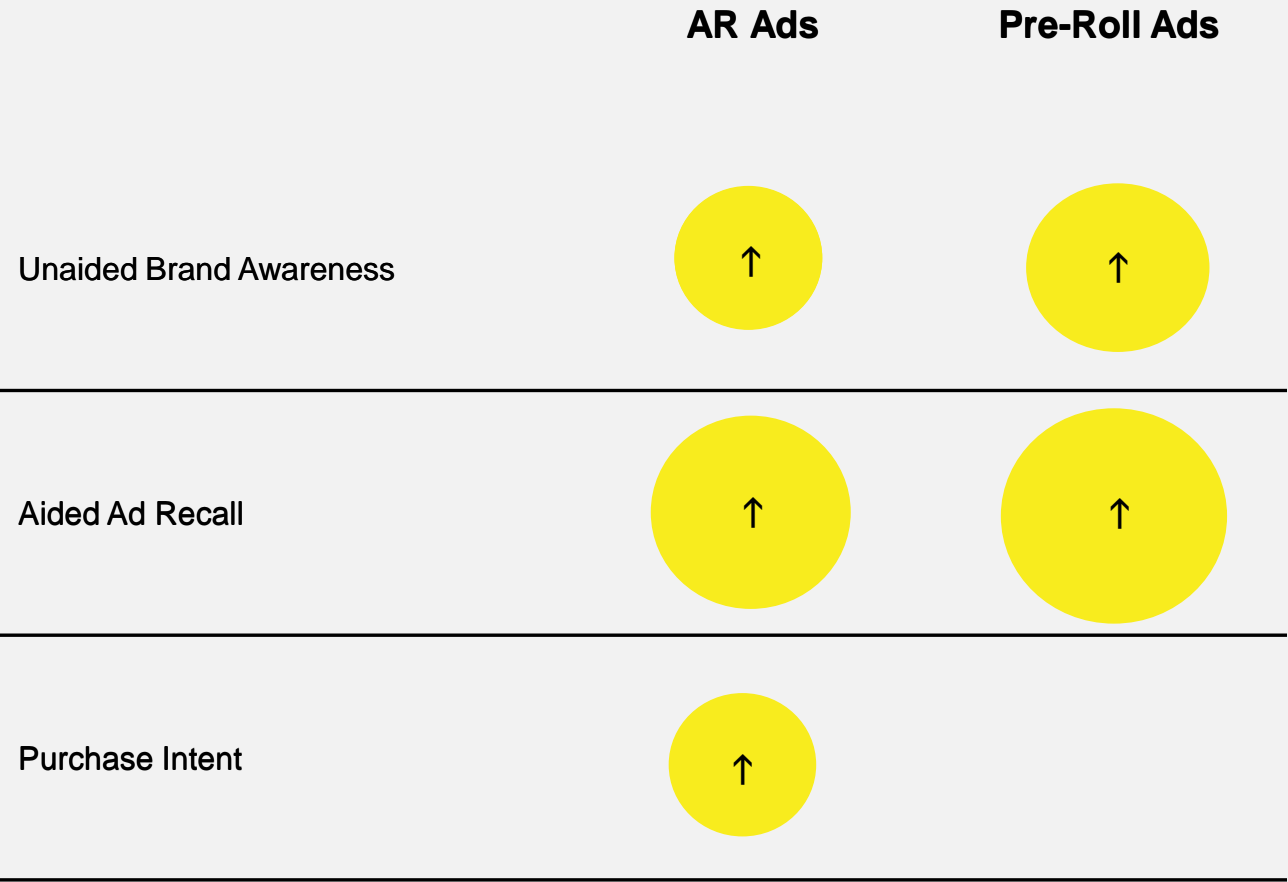 AR Ads Pre-Roll Ads
Unaided Brand Awareness ↑ ↑
Aided Ad Recall ↑ ↑
Purchase Intent ↑